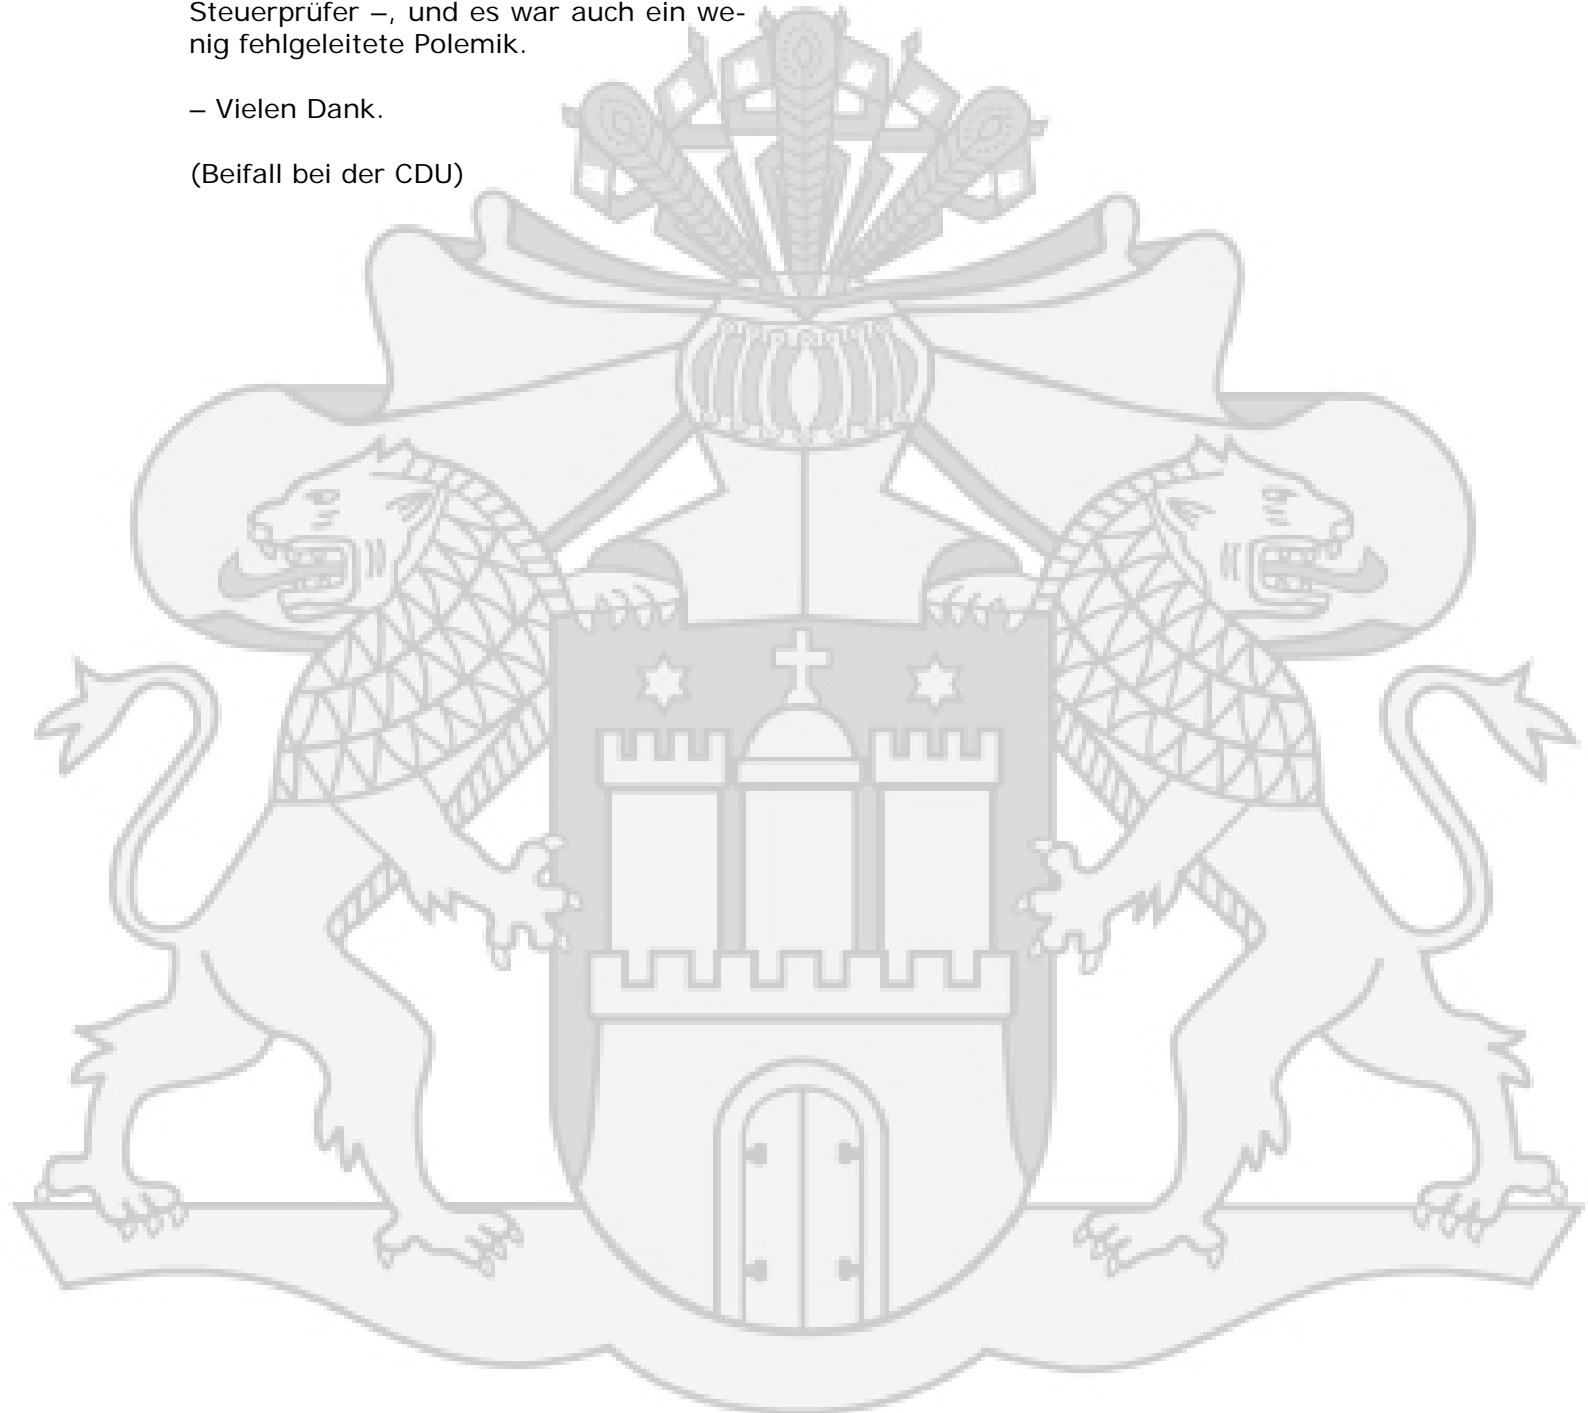 Steuerprüfer –, und es war auch ein we-
nig fehlgeleitete Polemik.
– Vielen Dank.
(Beifall bei der CDU)